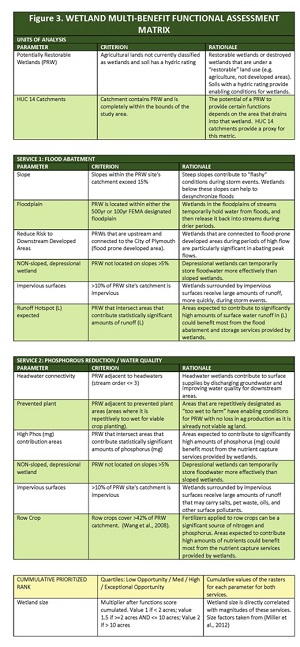 Figure 3. WETLAND MULTI-BENEFIT FUNCTIONAL ASSESSMENT
MATRIX
UNITS OF ANALYSIS
PARAMETER CRITERION RATIONALE
Potentially Restorable Agricultural lands not currently classified Restorable wetlands or destroyed
Wetlands (PRW) as wetlands and soil has a hydric rating wetlands that are under a
"restorable" land use (e.g.
agriculture, not developed areas).
Soils with a hydric rating provide
enabling conditions for wetlands.
HUC 14 Catchments Catchment contains PRW and is The potential of a PRW to
completely within the bounds of the provide certain functions
study area. depends on the area that
drains into that wetland. HUC 14
catchments provide a proxy for
this metric.
SERVICE 1: FLOOD ABATEMENT
PARAMETER CRITERION RATIONALE
Slope Slopes within the PRW site's Steep slopes contribute to "flashy"
catchment exceed 15% conditions during storm events. Wetlands
below these slopes can help to
desynchronize floods
Floodplain PRW is located within either the Wetlands in the floodplains of streams
500yr or 100yr FEMA designated temporarily hold water from floods, and then
floodplain release it back into streams during
drier periods.
Reduce Risk to PRWs that are upstream and Wetlands that are connected to flood-prone
Downstream Developed connected to the City of Plymouth developed areas during periods of high flow
Areas (flood prone developed area). are particularly significant in abating peak
flows.
NON-sloped, depressional PRW not located on slopes >5% Depressional wetlands can temporarily
wetland store floodwater more effectively than
sloped wetlands.
Impervious surfaces >10% of PRW site's catchment is Wetlands surrounded by impervious
impervious surfaces receive large amounts of runoff,
more quickly, during storm events.
Runoff Hotspot (L) PRW that intersect areas that Areas expected to contribute to significantly
expected contribute statistically significant high amounts of surface water runoff in (L)
amounts of runoff (L) could benefit most from the flood
abatement and storage services provided by
wetlands.
SERVICE 2: PHOSPHOROUS REDUCTION / WATER QUALITY
PARAMETER CRITERION RATIONALE
Headwater connectivity PRW adjacent to headwaters Headwater wetlands contribute to surface
(stream order <= 3) supplies by discharging groundwater and
improving water quality for downstream
areas.
Prevented plant PRW adjacent to prevented plant Areas that are repetitively designated as
areas (areas where it is "too wet to farm" have enabling conditions
repetitively too wet for viable for PRW with no loss in ag production as it is
crop planting). already not viable ag land.
High Phos (mg) PRW that intersect areas that Areas expected to contribute to significantly
contribution areas contribute statistically significant high amounts of phosphorus (mg) could
amounts of phosphorus (mg) benefit most from the nutrient capture
services provided by wetlands.
NON-sloped, depressional PRW not located on slopes >5% Depressional wetlands can temporarily
wetland store floodwater more effectively than
sloped wetlands.
Impervious surfaces >10% of PRW site's catchment is Wetlands surrounded by impervious
impervious surfaces receive large amounts of runoff
that may carry salts, pet waste, oils, and
other surface pollutants.
Row Crop Row crops cover >42% of PRW Fertilizers applied to row crops can be a
catchment. (Wang et al., 2008). significant source of nitrogen and
phosphorus. Areas expected to contribute
high amounts of nutrients could benefit
most from the nutrient capture services
provided by wetlands.
CUMMULATIVE PRIORITIZED Quartiles: Low Opportunity / Med / High Cumulative values of the rasters
RANK / Exceptional Opportunity for each parameter for both
services.
Wetland size Multiplier after functions score Wetland size is directly
cumulated. Value 1 if < 2 acres; value correlated with magnitude of these services.
1.5 if >=2 acres AND <= 10 acres; Value 2 Size factors taken from (Miller et
if > 10 acres al., 2012)